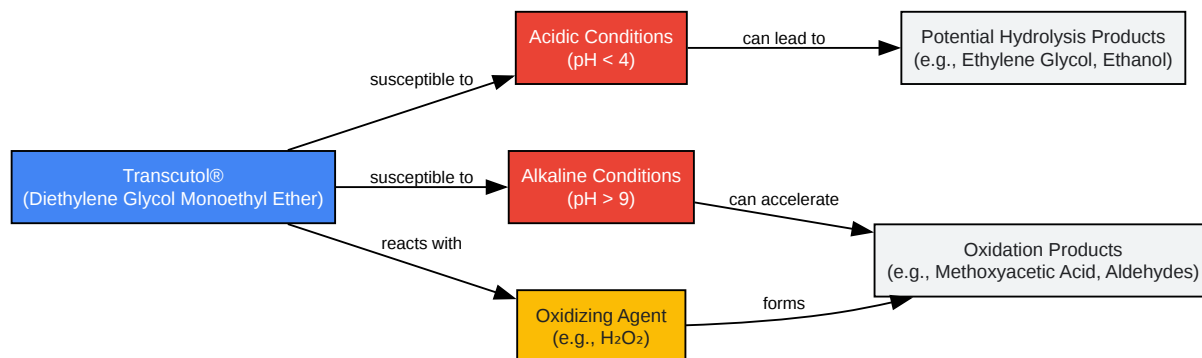 Acidic Conditions
(pH < 4)
can lead to
Potential Hydrolysis Products
(e.g., Ethylene Glycol, Ethanol)
susceptible to
Transcutol®
(Diethylene Glycol Monoethyl Ether)
susceptible to
Alkaline Conditions
(pH > 9)
can accelerate
reacts with
Oxidation Products
(e.g., Methoxyacetic Acid, Aldehydes)
Oxidizing Agent
(e.g., H₂O₂)
forms